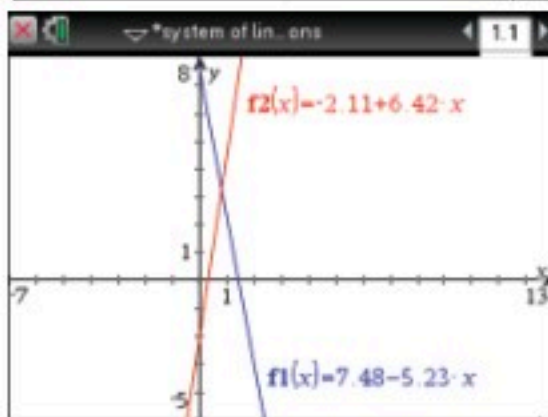 *system of lin... ons 1.1
8 y
f2(x)=-2.11+6.42· x
1
-7 1 x 13
f1(x)=7.48-5.23· x
-5